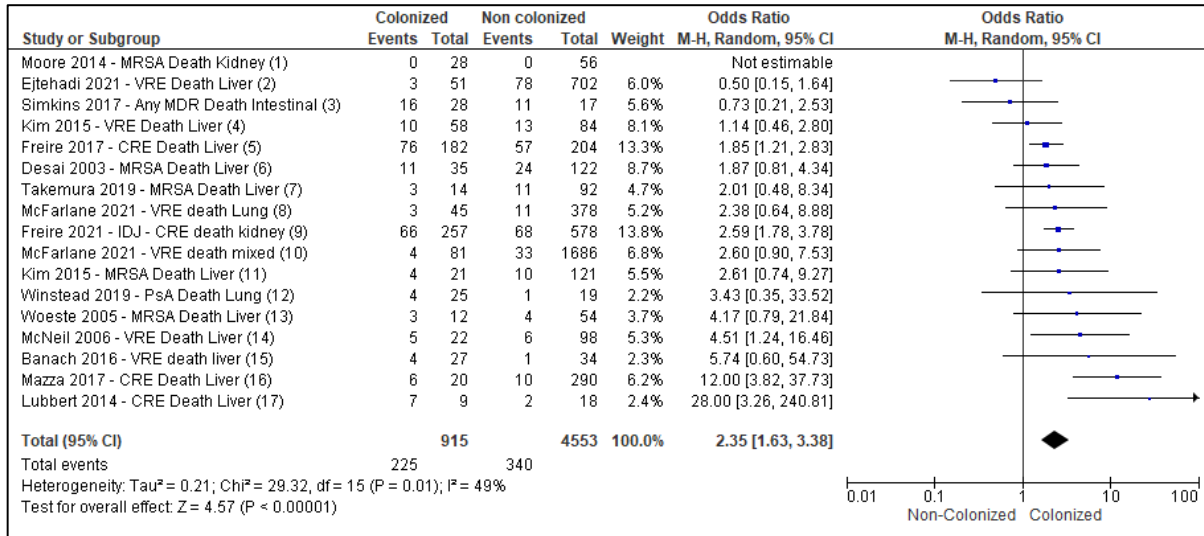 Colonized Non colonized Odds Ratio Odds Ratio
Study or Subgroup Events Total Events Total Weight M-H, Random, 95% CI M-H, Random, 95% CI
Moore 2014 - MRSA Death Kidney (1) 0 28 0 56 Not estimable
Ejtehadi 2021 - VRE Death Liver (2) 3 51 78 702 6.0% 0.50 [0.15, 1.64]
Simkins 2017 - Any MDR Death Intestinal (3) 16 28 11 17 5.6% 0.73 [0.21, 2.53]
Kim 2015 - VRE Death Liver (4) 10 58 13 84 8.1% 1.14 [0.46, 2.80]
Freire 2017 - CRE Death Liver (5) 76 182 57 204 13.3% 1.85 [1.21, 2.83]
Desai 2003 - MRSA Death Liver (6) 11 35 24 122 8.7% 1.87 [0.81, 4.34]
Takemura 2019 - MRSA Death Liver (7) 3 14 11 92 4.7% 2.01 [0.48, 8.34]
McFarlane 2021 - VRE death Lung (8) 3 45 11 378 5.2% 2.38 [0.64, 8.88]
Freire 2021 - IDJ - CRE death kidney (9) 66 257 68 578 13.8% 2.59 [1.78, 3.78]
McFarlane 2021 - VRE death mixed (10) 4 81 33 1686 6.8% 2.60 [0.90, 7.53]
Kim 2015 - MRSA Death Liver (11) 4 21 10 121 5.5% 2.61 [0.74, 9.27]
Winstead 2019 - PsA Death Lung (12) 4 25 1 19 2.2% 3.43 [0.35, 33.52]
Woeste 2005 - MRSA Death Liver (13) 3 12 4 54 3.7% 4.17 [0.79, 21.84]
McNeil 2006 - VRE Death Liver (14) 5 22 6 98 5.5% 4.51 [1.24, 16.46]
Banach 2016 - VRE death liver (15) 4 27 1 34 2.3% 5.74 [0.60, 54.73]
Mazza 2017 - CRE Death Liver (16) 6 20 10 290 6.2% 12.00 [3.82, 37.73]
Lubbert 2014 - CRE Death Liver (17) 7 9 2 18 2.4% 28.00 [3.26, 240.81]
Total (95% CI) 915 4553 100.0% 2.35 [1.63, 3.38]
Total events 225 340
Heterogeneity: Tau² = 0.21; Chi² = 29.32, df = 15 (P = 0.01); I² = 49%
Test for overall effect: Z = 4.57 (P < 0.00001)
0.01 0.1 1 10 100
Non-Colonized Colonized